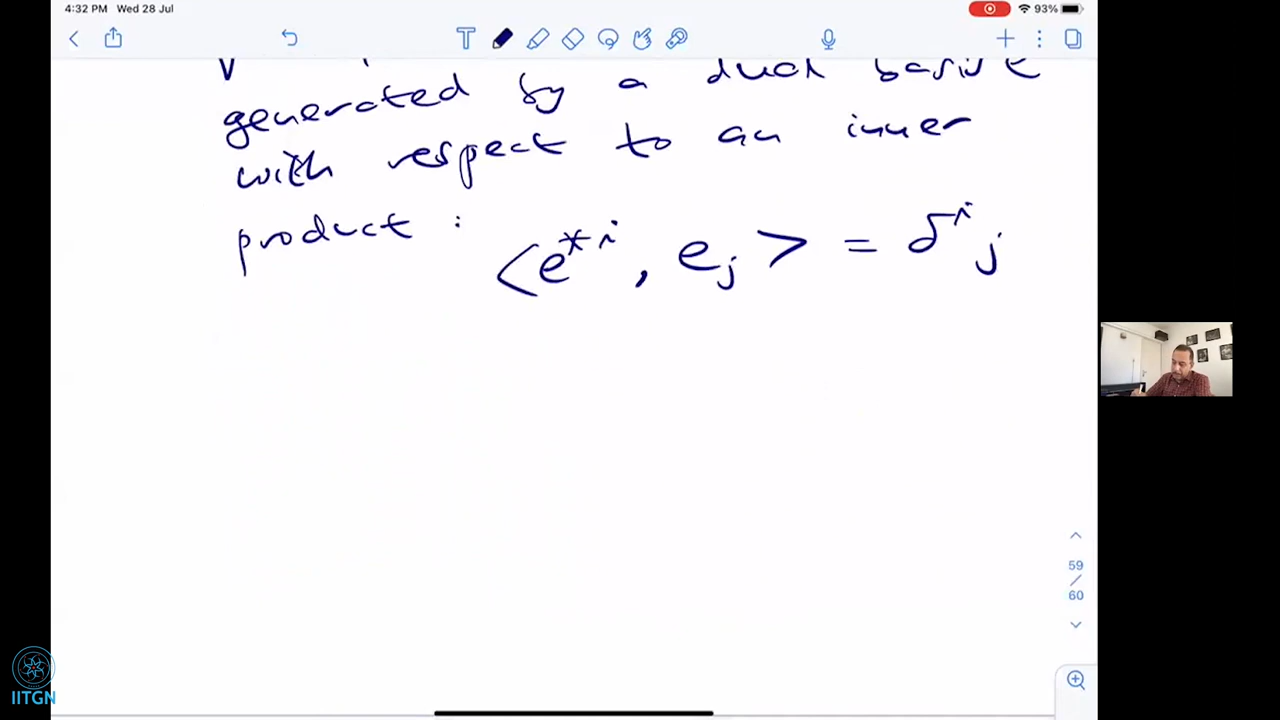 4:32 PM Wed 28 Jul
93%
T
generated by a dual
with respect to an inner
product :
<e*i, ej> = δij
59
/
60
IITGN